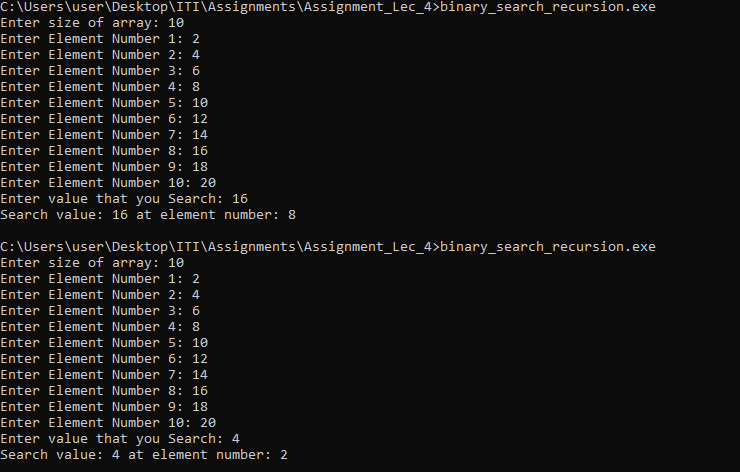 C:\Users\user\Desktop\ITI\Assignments\Assignment_Lec_4>binary_search_recursion.exe
Enter size of array: 10
Enter Element Number 1: 2
Enter Element Number 2: 4
Enter Element Number 3: 6
Enter Element Number 4: 8
Enter Element Number 5: 10
Enter Element Number 6: 12
Enter Element Number 7: 14
Enter Element Number 8: 16
Enter Element Number 9: 18
Enter Element Number 10: 20
Enter value that you Search: 16
Search value: 16 at element number: 8
C:\Users\user\Desktop\ITI\Assignments\Assignment_Lec_4>binary_search_recursion.exe
Enter size of array: 10
Enter Element Number 1: 2
Enter Element Number 2: 4
Enter Element Number 3: 6
Enter Element Number 4: 8
Enter Element Number 5: 10
Enter Element Number 6: 12
Enter Element Number 7: 14
Enter Element Number 8: 16
Enter Element Number 9: 18
Enter Element Number 10: 20
Enter value that you Search: 4
Search value: 4 at element number: 2